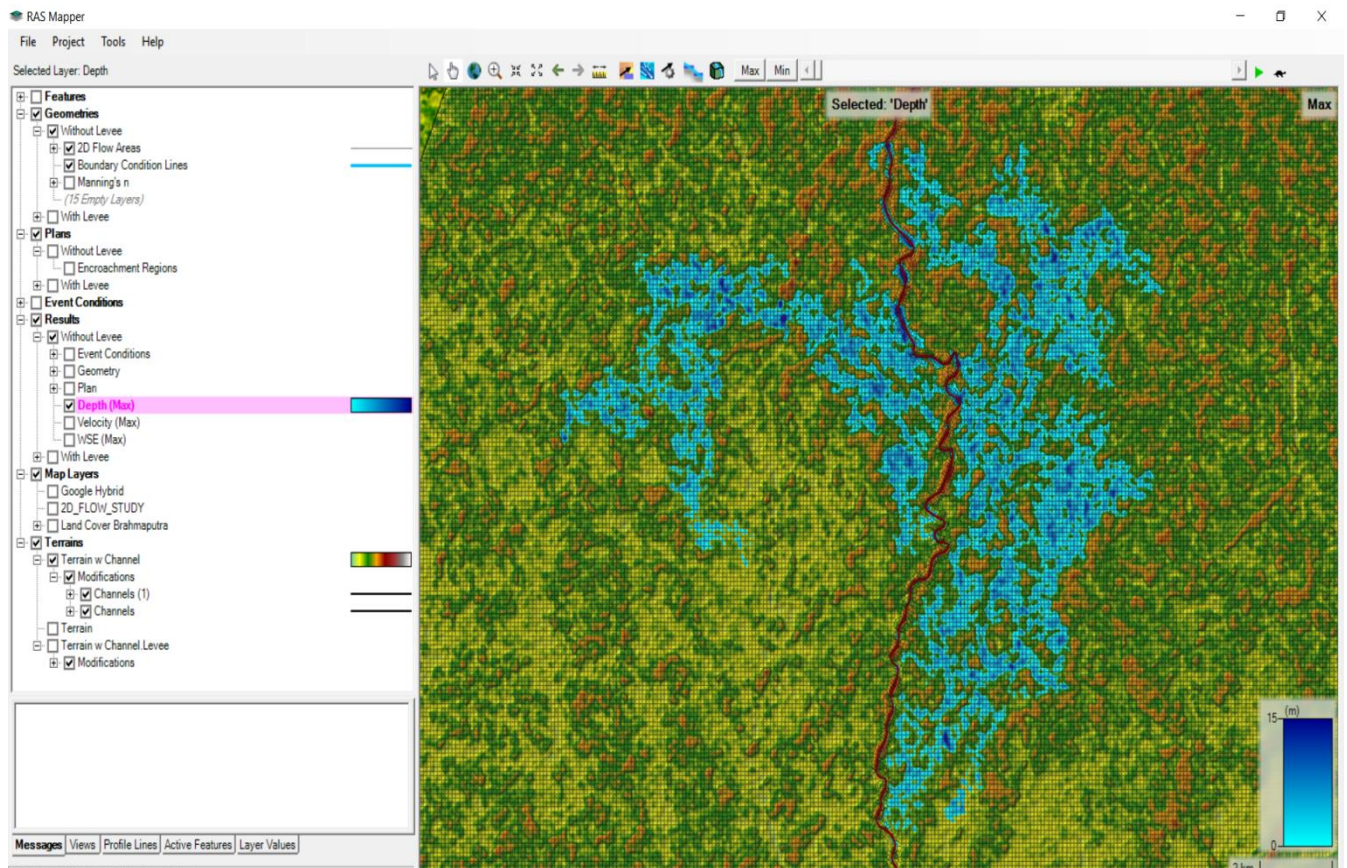 RAS Mapper
File Project Tools Help
Selected Layer: Depth
Max Min
Features
Geometries
Without Levee
2D Flow Areas
Boundary Condition Lines
Manning's n
(15 Empty Layers)
With Levee
Plans
Without Levee
Encroachment Regions
With Levee
Event Conditions
Results
Without Levee
Event Conditions
Geometry
Plan
Depth (Max)
Velocity (Max)
WSE (Max)
With Levee
Map Layers
Google Hybrid
2D_FLOW_STUDY
Land Cover Brahmaputra
Terrains
Terrain w Channel
Modifications
Channels (1)
Channels
Terrain
Terrain w Channel.Levee
Modifications
Messages Views Profile Lines Active Features Layer Values
Selected: 'Depth'
Max
15 (m)
0
2 km